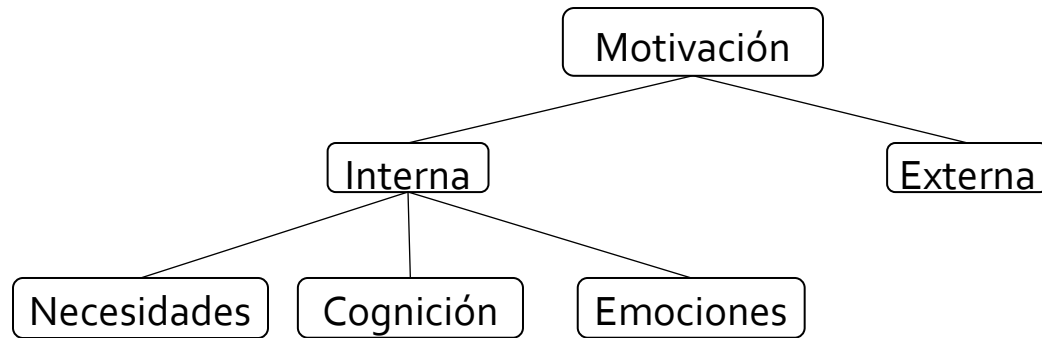 Motivación
Interna
Externa
Necesidades
Cognición
Emociones